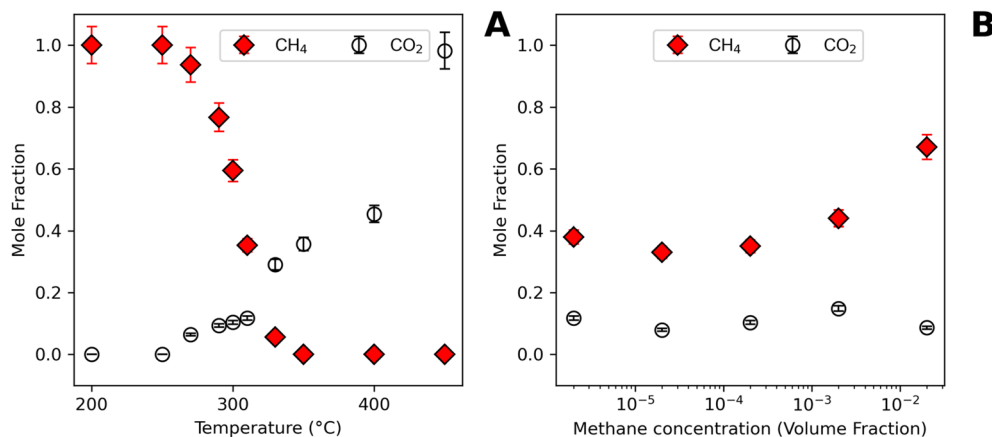 A
CH₄ CO₂
1.0
0.8
0.6
0.4
0.2
0.0
Mole Fraction
200 300 400
Temperature (°C)
B
CH₄ CO₂
1.0
0.8
0.6
0.4
0.2
0.0
Mole Fraction
10⁻⁵ 10⁻⁴ 10⁻³ 10⁻²
Methane concentration (Volume Fraction)